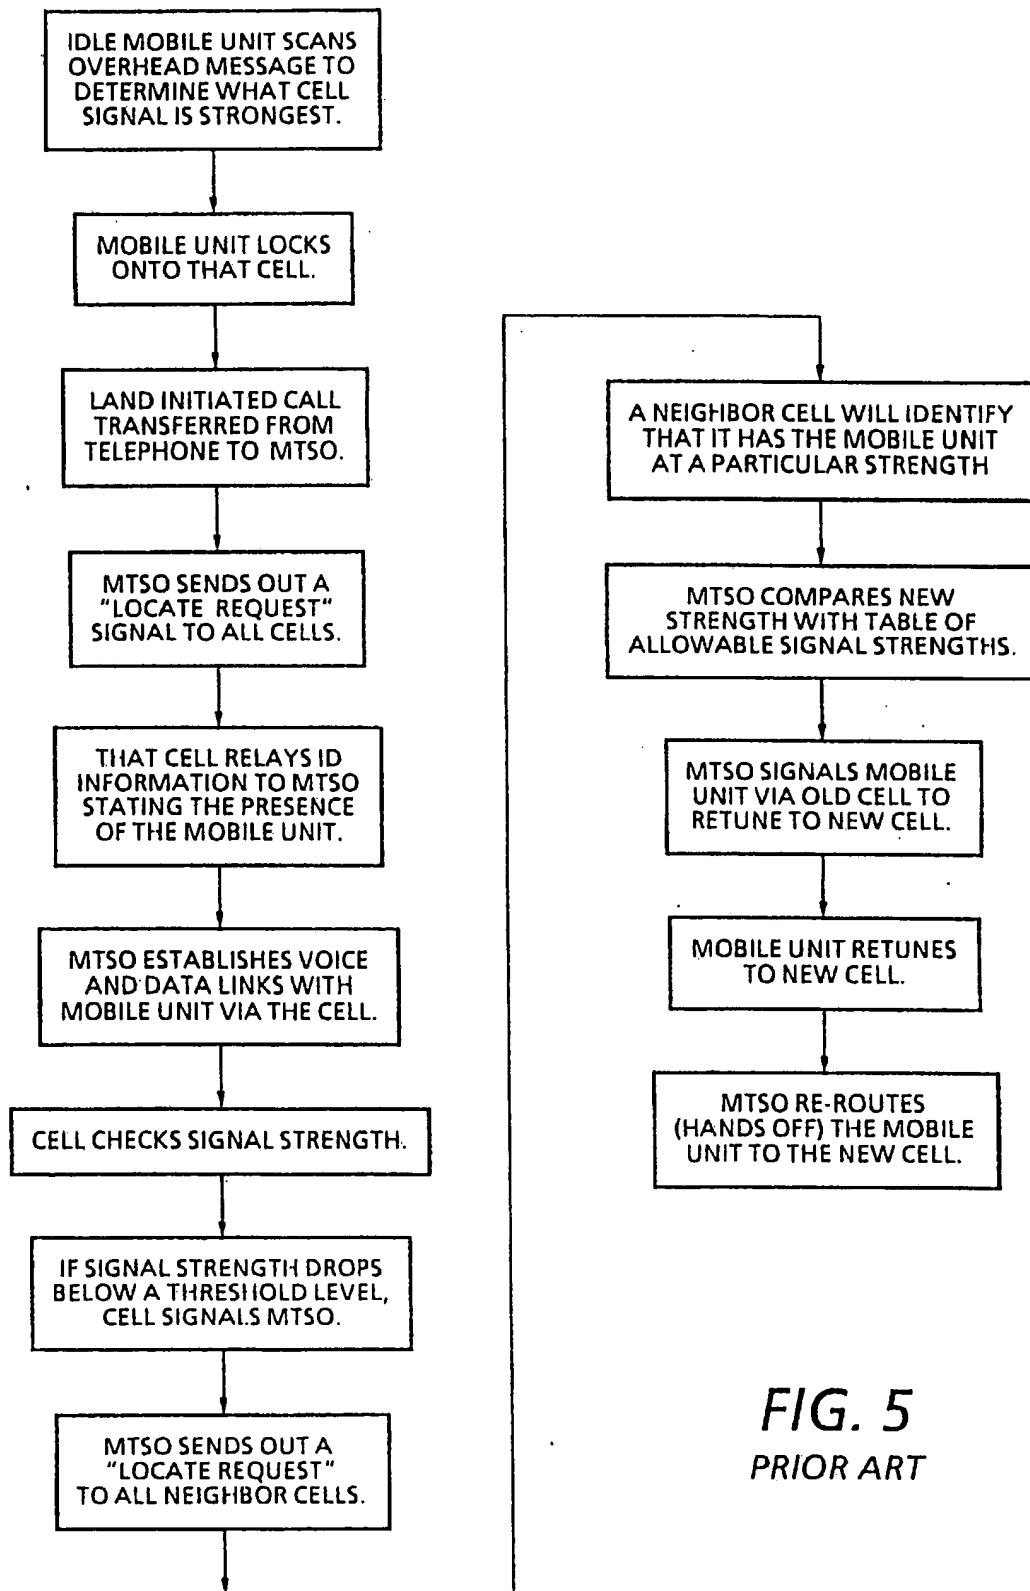 IDLE MOBILE UNIT SCANS
OVERHEAD MESSAGE TO
DETERMINE WHAT CELL
SIGNAL IS STRONGEST.
MOBILE UNIT LOCKS
ONTO THAT CELL.
LAND INITIATED CALL
TRANSFERRED FROM
TELEPHONE TO MTSO.
MTSO SENDS OUT A
"LOCATE REQUEST"
SIGNAL TO ALL CELLS.
THAT CELL RELAYS ID
INFORMATION TO MTSO
STATING THE PRESENCE
OF THE MOBILE UNIT.
MTSO ESTABLISHES VOICE
AND DATA LINKS WITH
MOBILE UNIT VIA THE CELL.
CELL CHECKS SIGNAL STRENGTH.
IF SIGNAL STRENGTH DROPS
BELOW A THRESHOLD LEVEL,
CELL SIGNALS MTSO.
MTSO SENDS OUT A
"LOCATE REQUEST"
TO ALL NEIGHBOR CELLS.
A NEIGHBOR CELL WILL IDENTIFY
THAT IT HAS THE MOBILE UNIT
AT A PARTICULAR STRENGTH
MTSO COMPARES NEW
STRENGTH WITH TABLE OF
ALLOWABLE SIGNAL STRENGTHS.
MTSO SIGNALS MOBILE
UNIT VIA OLD CELL TO
RETUNE TO NEW CELL.
MOBILE UNIT RETUNES
TO NEW CELL.
MTSO RE-ROUTES
(HANDS OFF) THE MOBILE
UNIT TO THE NEW CELL.
FIG. 5
PRIOR ART